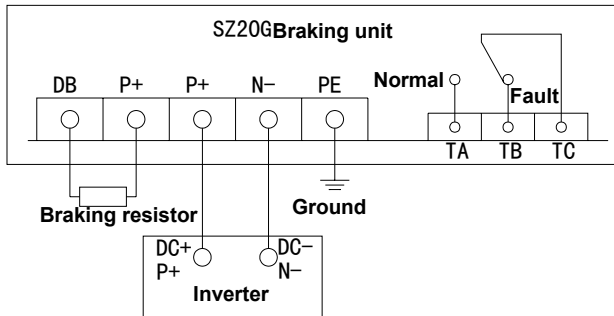 SZ20GBraking unit
DB P+ P+ N- PE
Normal
Fault
TA TB TC
Braking resistor
Ground
DC+ DC-
P+ N-
Inverter